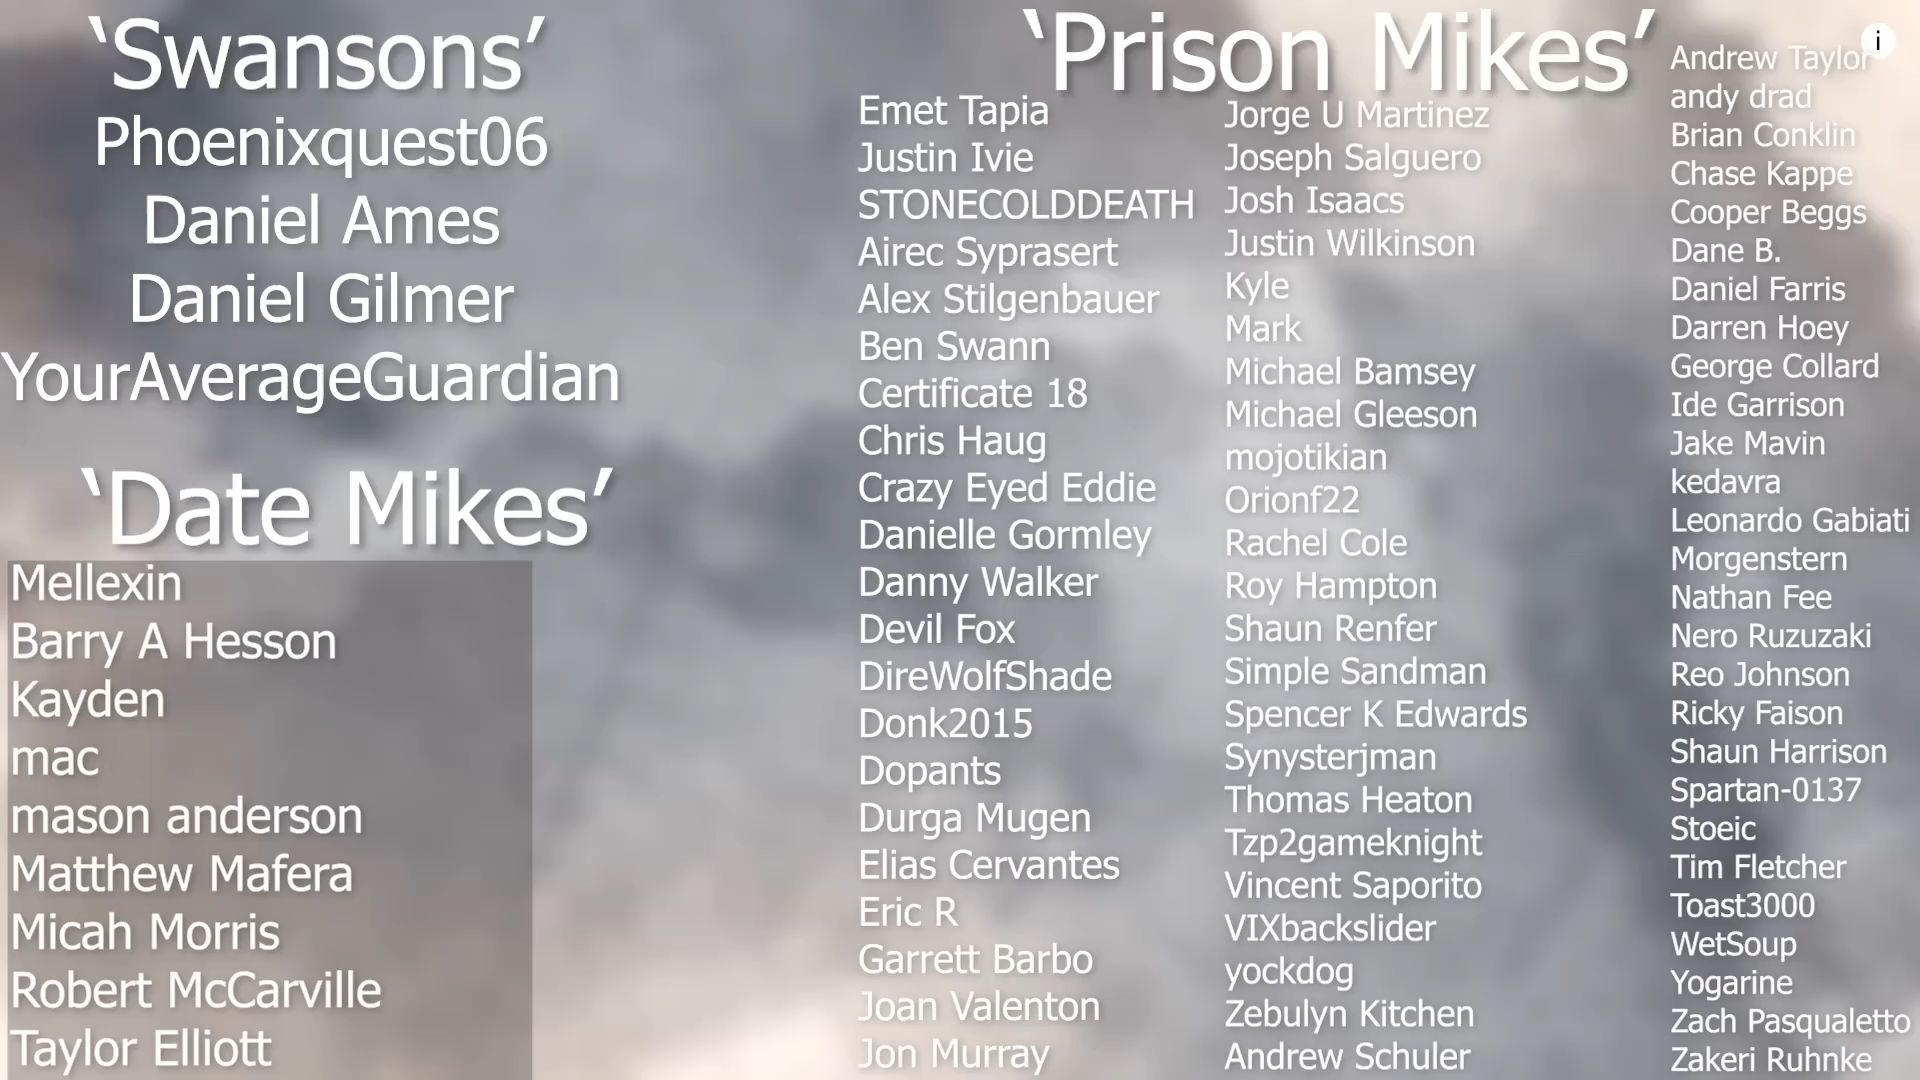 ‘Swansons’
Phoenixquest06
Daniel Ames
Daniel Gilmer
YourAverageGuardian
‘Date Mikes’
Mellexin
Barry A Hesson
Kayden
mac
mason anderson
Matthew Mafera
Micah Morris
Robert McCarville
Taylor Elliott
‘Prison Mikes’
Emet Tapia
Justin Ivie
STONECOLDDEATH
Airec Syprasert
Alex Stilgenbauer
Ben Swann
Certificate 18
Chris Haug
Crazy Eyed Eddie
Danielle Gormley
Danny Walker
Devil Fox
DireWolfShade
Donk2015
Dopants
Durga Mugen
Elias Cervantes
Eric R
Garrett Barbo
Joan Valenton
Jon Murray
Jorge U Martinez
Joseph Salguero
Josh Isaacs
Justin Wilkinson
Kyle
Mark
Michael Bamsey
Michael Gleeson
mojotikian
Orionf22
Rachel Cole
Roy Hampton
Shaun Renfer
Simple Sandman
Spencer K Edwards
Synysterjman
Thomas Heaton
Tzp2gameknight
Vincent Saporito
VIXbackslider
yockdog
Zebulyn Kitchen
Andrew Schuler
Andrew Taylor
andy drad
Brian Conklin
Chase Kappe
Cooper Beggs
Dane B.
Daniel Farris
Darren Hoey
George Collard
Ide Garrison
Jake Mavin
kedavra
Leonardo Gabiati
Morgenstern
Nathan Fee
Nero Ruzuzaki
Reo Johnson
Ricky Faison
Shaun Harrison
Spartan-0137
Stoeic
Tim Fletcher
Toast3000
WetSoup
Yogarine
Zach Pasqualetto
Zakeri Ruhnke
i